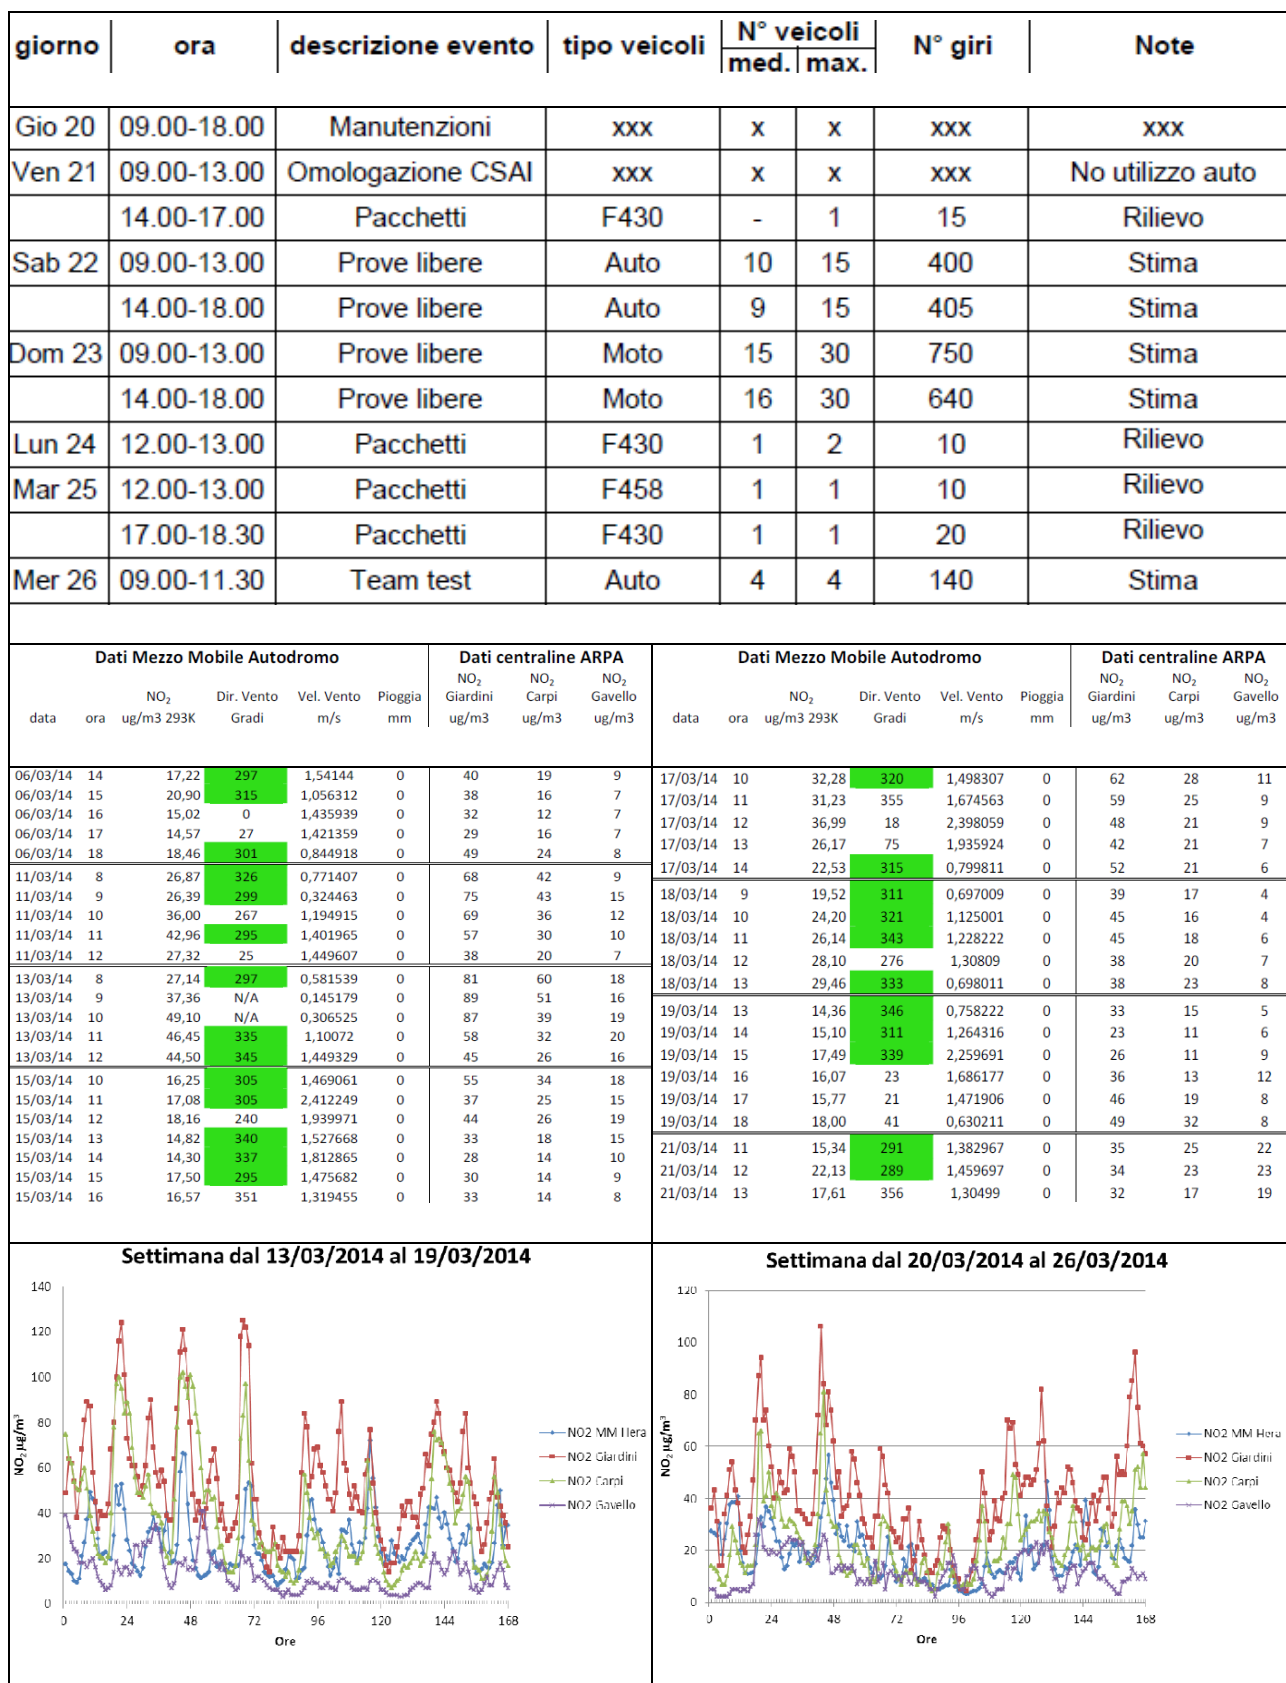 giorno ora descrizione evento tipo veicoli N° veicoli N° giri Note
med. max.
Gio 20 09.00-18.00 Manutenzioni xxx x x xxx xxx
Ven 21 09.00-13.00 Omologazione CSAI xxx x x xxx No utilizzo auto
14.00-17.00 Pacchetti F430 - 1 15 Rilievo
Sab 22 09.00-13.00 Prove libere Auto 10 15 400 Stima
14.00-18.00 Prove libere Auto 9 15 405 Stima
Dom 23 09.00-13.00 Prove libere Moto 15 30 750 Stima
14.00-18.00 Prove libere Moto 16 30 640 Stima
Lun 24 12.00-13.00 Pacchetti F430 1 2 10 Rilievo
Mar 25 12.00-13.00 Pacchetti F458 1 1 10 Rilievo
17.00-18.30 Pacchetti F430 1 1 20 Rilievo
Mer 26 09.00-11.30 Team test Auto 4 4 140 Stima
Dati Mezzo Mobile Autodromo Dati centraline ARPA
NO2 NO2 NO2
NO2 Dir. Vento Vel. Vento Pioggia Giardini Carpi Gavello
data ora ug/m3 293K Gradi m/s mm ug/m3 ug/m3 ug/m3
06/03/14 14 17,22 297 1,54144 0 40 19 9
06/03/14 15 20,90 315 1,056312 0 38 16 7
06/03/14 16 15,02 0 1,435939 0 32 12 7
06/03/14 17 14,57 27 1,421359 0 29 16 7
06/03/14 18 18,46 301 0,844918 0 49 24 8
11/03/14 8 26,87 326 0,771407 0 68 42 9
11/03/14 9 26,39 299 0,324463 0 75 43 15
11/03/14 10 36,00 267 1,194915 0 69 36 12
11/03/14 11 42,96 295 1,401965 0 57 30 10
11/03/14 12 27,32 25 1,449607 0 38 20 7
13/03/14 8 27,14 297 0,581539 0 81 60 18
13/03/14 9 37,36 N/A 0,145179 0 89 51 16
13/03/14 10 49,10 N/A 0,306525 0 87 39 19
13/03/14 11 46,45 335 1,10072 0 58 32 20
13/03/14 12 44,50 345 1,449329 0 45 26 16
15/03/14 10 16,25 305 1,469061 0 55 34 18
15/03/14 11 17,08 305 2,412249 0 37 25 15
15/03/14 12 18,16 240 1,939971 0 44 26 19
15/03/14 13 14,82 340 1,527668 0 33 18 15
15/03/14 14 14,30 337 1,812865 0 28 14 10
15/03/14 15 17,50 295 1,475682 0 30 14 9
15/03/14 16 16,57 351 1,319455 0 33 14 8
Dati Mezzo Mobile Autodromo Dati centraline ARPA
NO2 NO2 NO2
NO2 Dir. Vento Vel. Vento Pioggia Giardini Carpi Gavello
data ora ug/m3 293K Gradi m/s mm ug/m3 ug/m3 ug/m3
17/03/14 10 32,28 320 1,498307 0 62 28 11
17/03/14 11 31,23 355 1,674563 0 59 25 9
17/03/14 12 36,99 18 2,398059 0 48 21 9
17/03/14 13 26,17 75 1,935924 0 42 21 7
17/03/14 14 22,53 315 0,799811 0 52 21 6
18/03/14 9 19,52 311 0,697009 0 39 17 4
18/03/14 10 24,20 321 1,125001 0 45 16 4
18/03/14 11 26,14 343 1,228222 0 45 18 6
18/03/14 12 28,10 276 1,30809 0 38 20 7
18/03/14 13 29,46 333 0,698011 0 38 23 8
19/03/14 13 14,36 346 0,758222 0 33 15 5
19/03/14 14 15,10 311 1,264316 0 23 11 6
19/03/14 15 17,49 339 2,259691 0 26 11 9
19/03/14 16 16,07 23 1,686177 0 36 13 12
19/03/14 17 15,77 21 1,471906 0 46 19 8
19/03/14 18 18,00 41 0,630211 0 49 32 8
21/03/14 11 15,34 291 1,382967 0 35 25 22
21/03/14 12 22,13 289 1,459697 0 34 23 23
21/03/14 13 17,61 356 1,30499 0 32 17 19
Settimana dal 13/03/2014 al 19/03/2014
140
120
100
80
60
40
20
0
NO2 µg/m³
0 24 48 72 96 120 144 168
Ore
NO2 MM Hera
NO2 Giardini
NO2 Carpi
NO2 Gavello
Settimana dal 20/03/2014 al 26/03/2014
120
100
80
60
40
20
0
NO2 µg/m³
0 24 48 72 96 120 144 168
Ore
NO2 MM Hera
NO2 Giardini
NO2 Carpi
NO2 Gavello